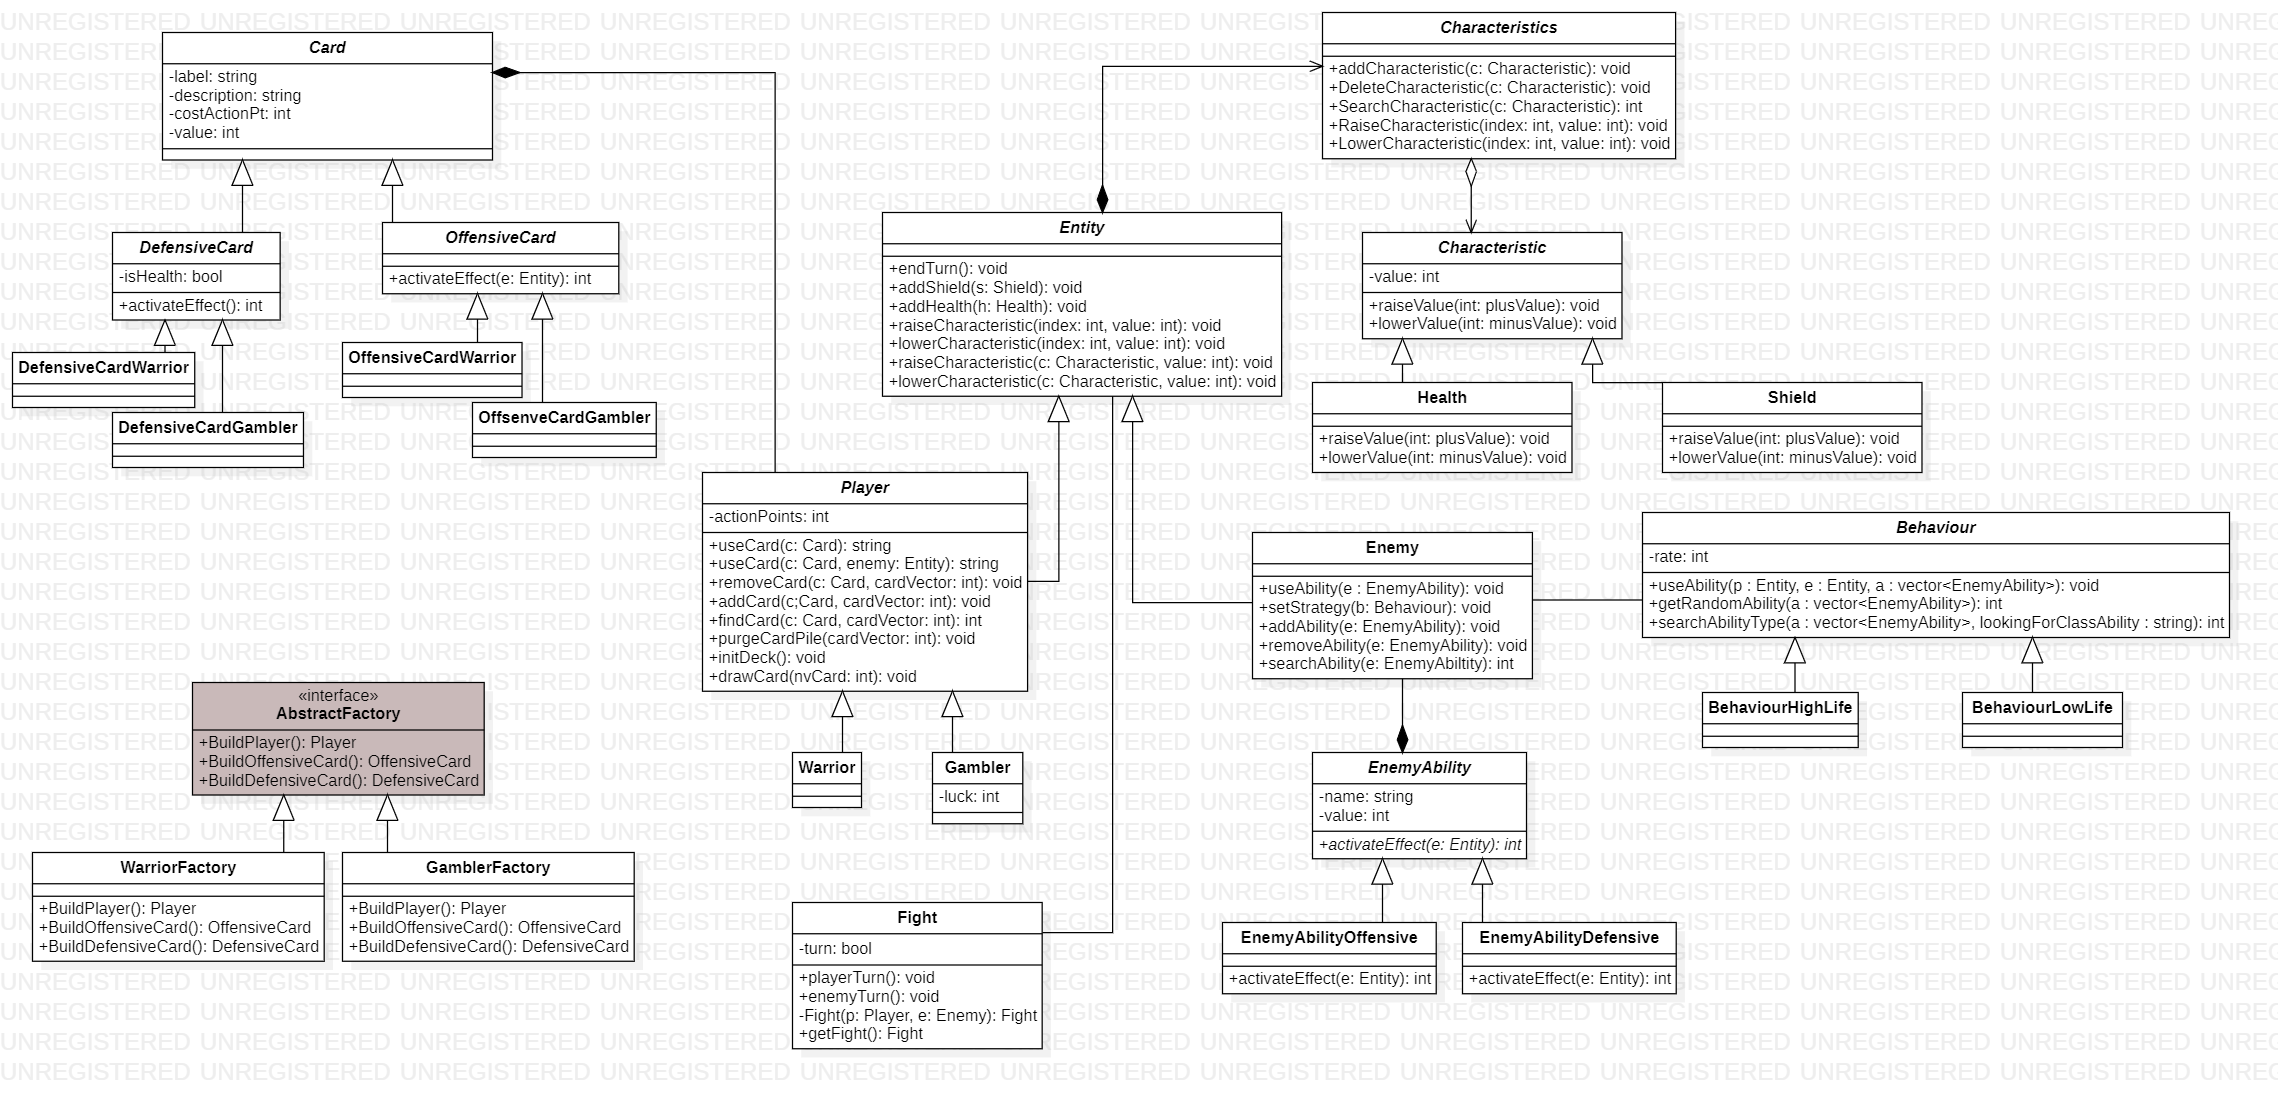 Card
-label: string
-description: string
-costActionPt: int
-value: int
DefensiveCard
-isHealth: bool
+activateEffect(): int
OffensiveCard
+activateEffect(e: Entity): int
DefensiveCardWarrior
DefensiveCardGambler
OffensiveCardWarrior
OffsenveCardGambler
Characteristics
+addCharacteristic(c: Characteristic): void
+DeleteCharacteristic(c: Characteristic): void
+SearchCharacteristic(c: Characteristic): int
+RaiseCharacteristic(index: int, value: int): void
+LowerCharacteristic(index: int, value: int): void
Entity
+endTurn(): void
+addShield(s: Shield): void
+addHealth(h: Health): void
+raiseCharacteristic(index: int, value: int): void
+lowerCharacteristic(index: int, value: int): void
+raiseCharacteristic(c: Characteristic, value: int): void
+lowerCharacteristic(c: Characteristic, value: int): void
Characteristic
-value: int
+raiseValue(int: plusValue): void
+lowerValue(int: minusValue): void
Health
+raiseValue(int: plusValue): void
+lowerValue(int: minusValue): void
Shield
+raiseValue(int: plusValue): void
+lowerValue(int: minusValue): void
Player
-actionPoints: int
+useCard(c: Card): string
+useCard(c: Card, enemy: Entity): string
+removeCard(c: Card, cardVector: int): void
+addCard(c;Card, cardVector: int): void
+findCard(c: Card, cardVector: int): int
+purgeCardPile(cardVector: int): void
+initDeck(): void
+drawCard(nvCard: int): void
Enemy
+useAbility(e : EnemyAbility): void
+setStrategy(b: Behaviour): void
+addAbility(e: EnemyAbility): void
+removeAbility(e: EnemyAbility): void
+searchAbility(e: EnemyAbiltity): int
Behaviour
-rate: int
+useAbility(p : Entity, e : Entity, a : vector<EnemyAbility>): void
+getRandomAbility(a : vector<EnemyAbility>): int
+searchAbilityType(a : vector<EnemyAbility>, lookingForClassAbility : string): int
BehaviourHighLife
BehaviourLowLife
«interface»
AbstractFactory
+BuildPlayer(): Player
+BuildOffensiveCard(): OffensiveCard
+BuildDefensiveCard(): DefensiveCard
WarriorFactory
+BuildPlayer(): Player
+BuildOffensiveCard(): OffensiveCard
+BuildDefensiveCard(): DefensiveCard
GamblerFactory
+BuildPlayer(): Player
+BuildOffensiveCard(): OffensiveCard
+BuildDefensiveCard(): DefensiveCard
Warrior
Gambler
-luck: int
EnemyAbility
-name: string
-value: int
+activateEffect(e: Entity): int
EnemyAbilityOffensive
+activateEffect(e: Entity): int
EnemyAbilityDefensive
+activateEffect(e: Entity): int
Fight
-turn: bool
+playerTurn(): void
+enemyTurn(): void
-Fight(p: Player, e: Enemy): Fight
+getFight(): Fight
UNREGISTERED